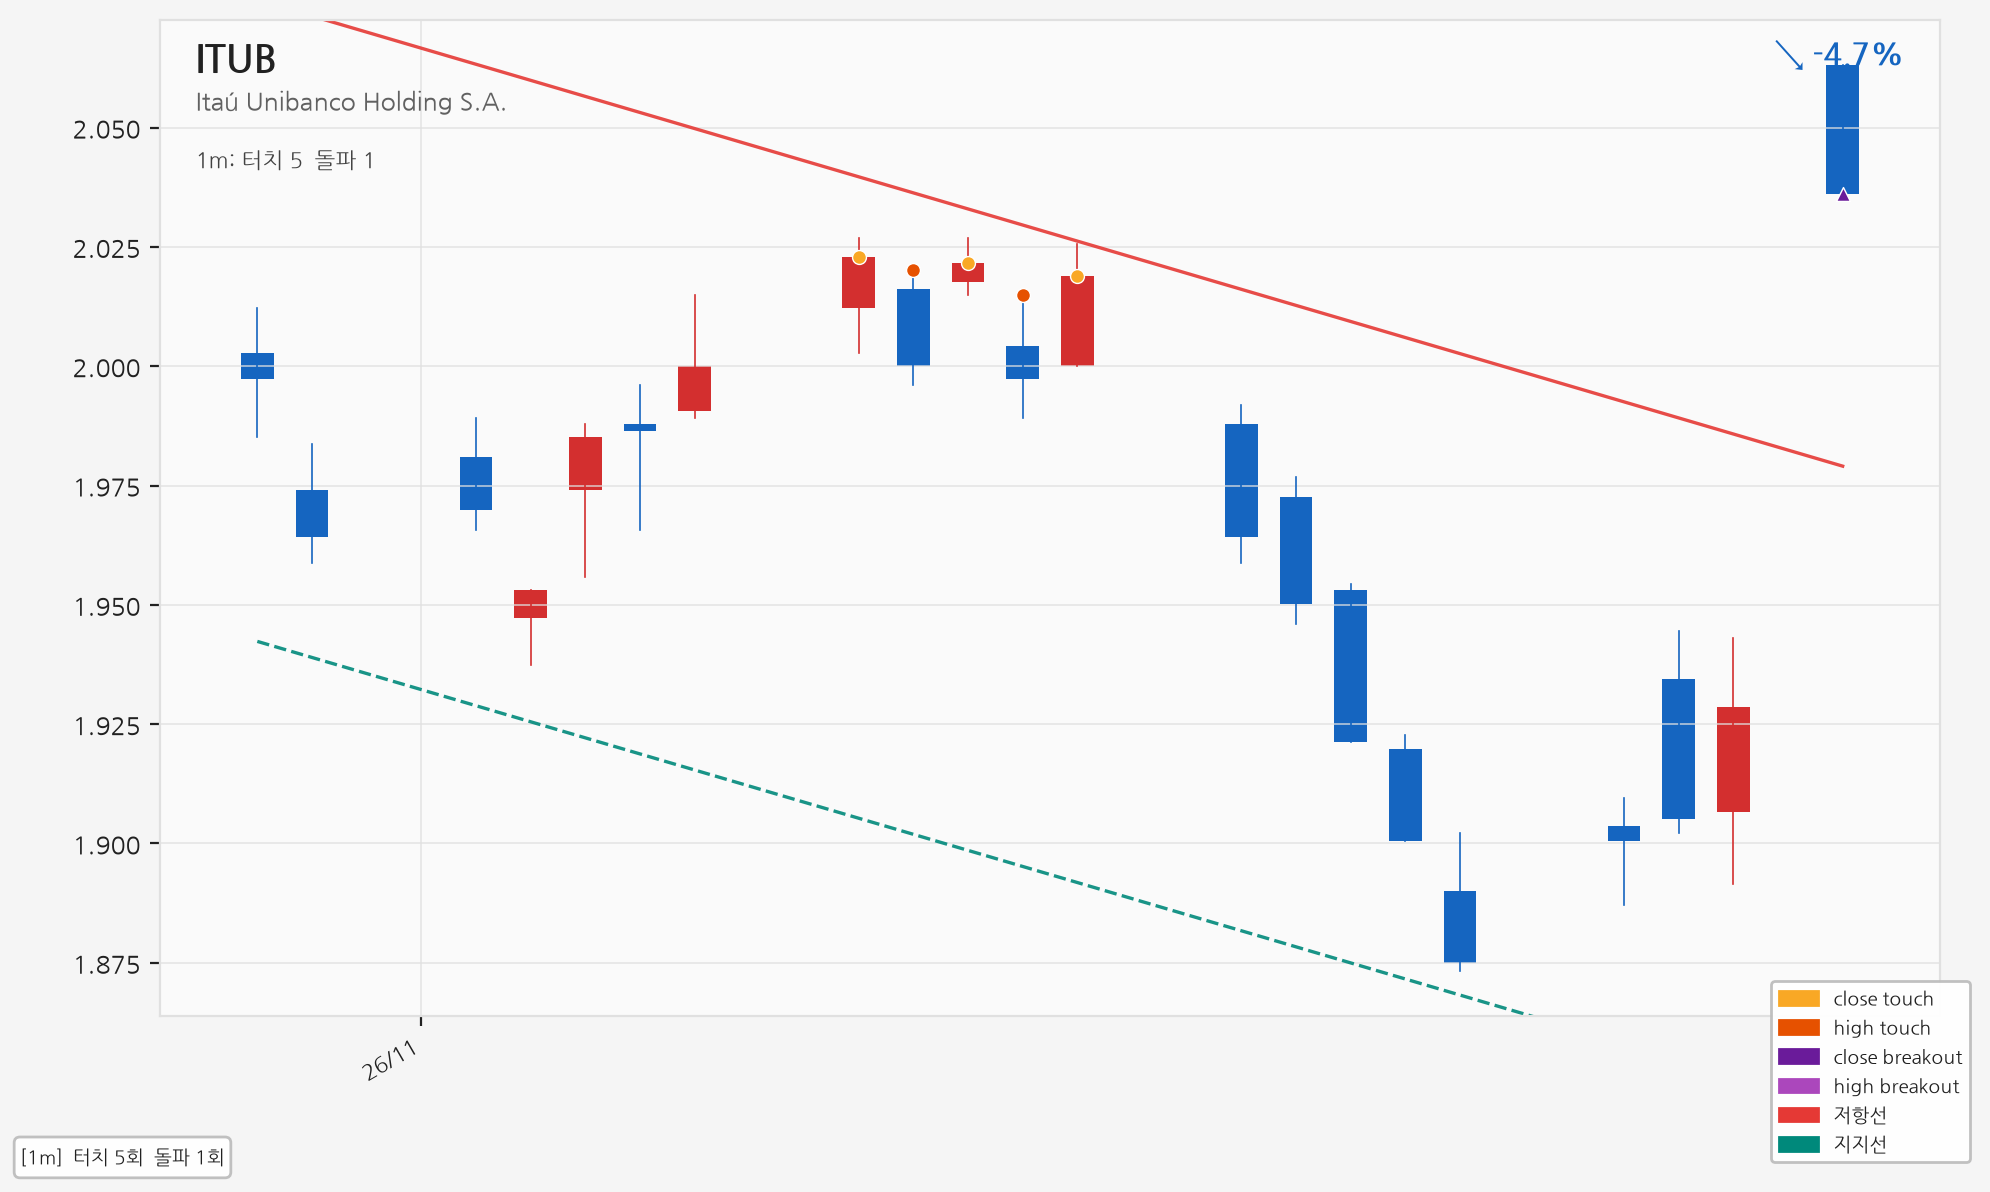 ITUB
Itaú Unibanco Holding S.A.
1m: 터치 5 돌파 1
-4.7%
2.050
2.025
2.000
1.975
1.950
1.925
1.900
1.875
26/11
close touch
high touch
close breakout
high breakout
저항선
지지선
[1m] 터치 5회 돌파 1회